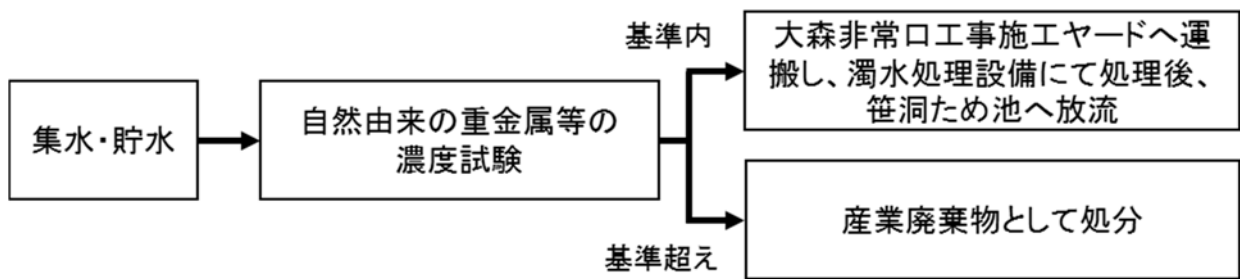 集水・貯水
自然由来の重金属等の
濃度試験
基準内
大森非常口工事施工ヤードへ運
搬し、濁水処理設備にて処理後、
笹洞ため池へ放流
基準超え
産業廃棄物として処分